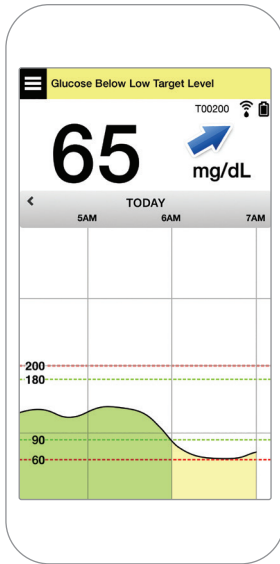 Glucose Below Low Target Level
T00200
65
mg/dL
TODAY
5AM 6AM 7AM
200
180
90
60